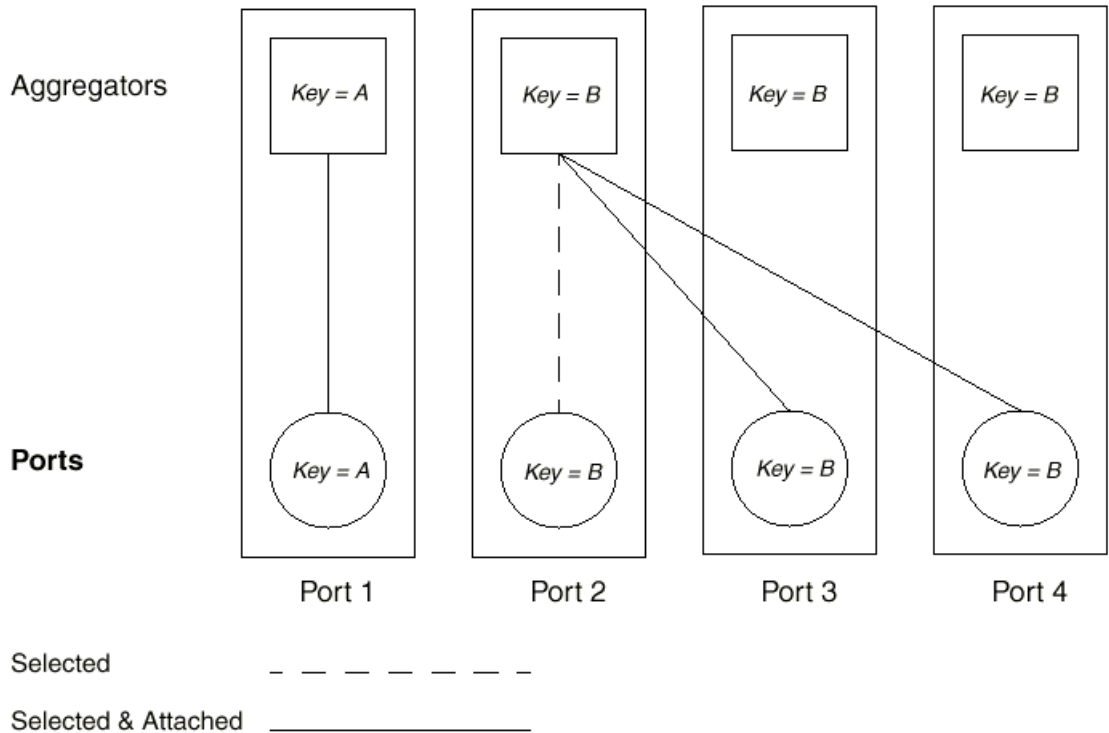 Aggregators
Key = A
Key = B
Key = B
Key = B
Ports
Key = A
Key = B
Key = B
Key = B
Port 1
Port 2
Port 3
Port 4
Selected
Selected & Attached